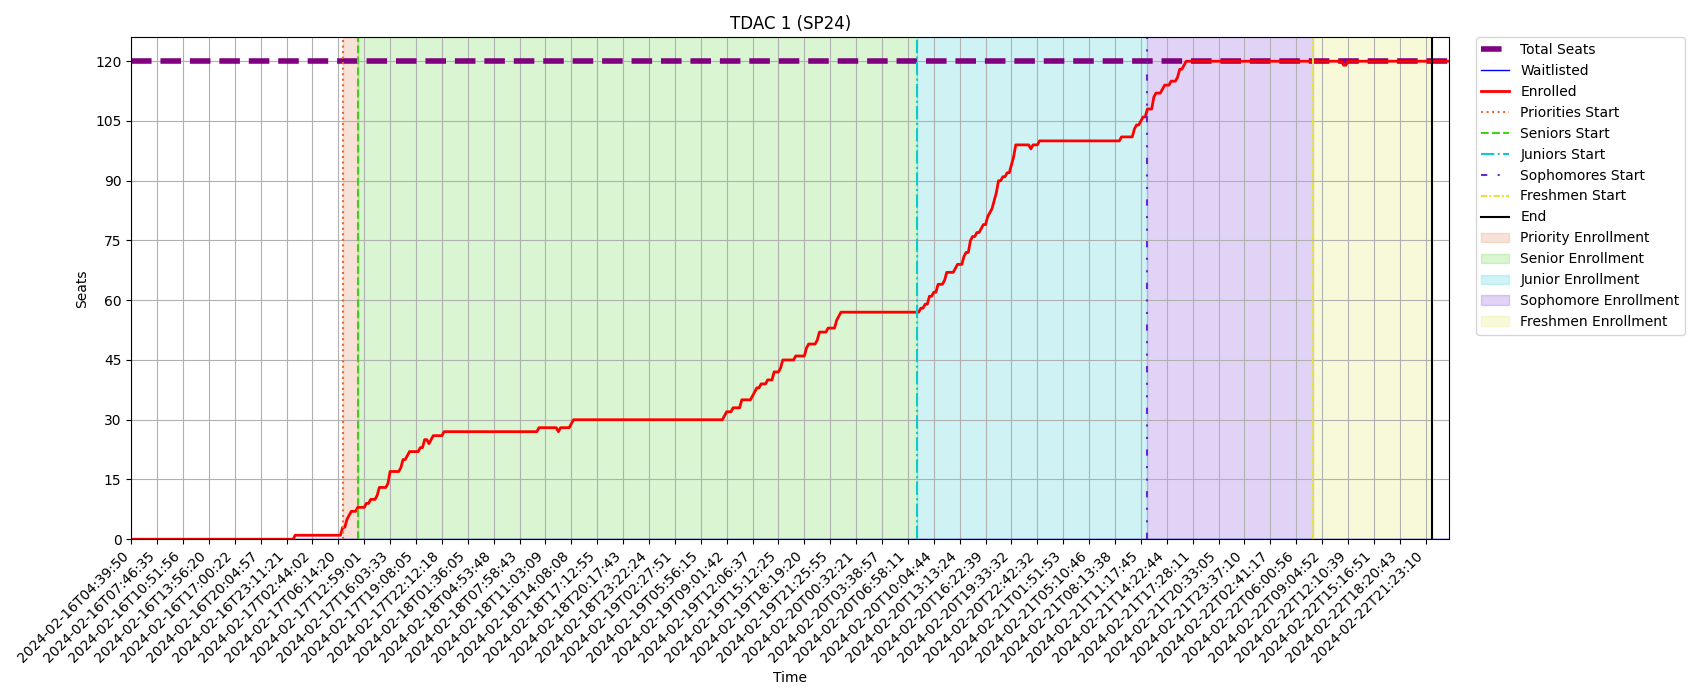 TDAC 1 (SP24)
Total Seats
Waitlisted
Enrolled
Priorities Start
Seniors Start
Juniors Start
Sophomores Start
Freshmen Start
End
Priority Enrollment
Senior Enrollment
Junior Enrollment
Sophomore Enrollment
Freshmen Enrollment
Seats
120
105
90
75
60
45
30
15
0
2024-02-16T04:39:50
2024-02-16T07:46:35
2024-02-16T10:51:56
2024-02-16T13:56:20
2024-02-16T17:00:22
2024-02-16T20:04:57
2024-02-16T23:11:21
2024-02-17T02:44:02
2024-02-17T06:14:20
2024-02-17T12:59:01
2024-02-17T16:03:33
2024-02-17T19:08:05
2024-02-17T22:12:18
2024-02-18T01:36:05
2024-02-18T04:53:48
2024-02-18T07:58:43
2024-02-18T11:03:09
2024-02-18T14:08:08
2024-02-18T17:12:55
2024-02-18T20:17:43
2024-02-18T23:22:24
2024-02-19T02:27:51
2024-02-19T05:56:15
2024-02-19T09:01:42
2024-02-19T12:06:37
2024-02-19T15:12:25
2024-02-19T18:19:20
2024-02-19T21:25:55
2024-02-20T00:32:21
2024-02-20T03:38:57
2024-02-20T06:58:11
2024-02-20T10:04:44
2024-02-20T13:13:24
2024-02-20T16:22:39
2024-02-20T19:33:32
2024-02-20T22:42:32
2024-02-21T01:51:53
2024-02-21T05:10:46
2024-02-21T08:13:38
2024-02-21T11:17:45
2024-02-21T14:22:44
2024-02-21T17:28:11
2024-02-21T20:33:05
2024-02-21T23:37:10
2024-02-22T02:41:17
2024-02-22T06:00:56
2024-02-22T09:04:52
2024-02-22T12:10:39
2024-02-22T15:16:51
2024-02-22T18:20:43
2024-02-22T21:23:10
Time